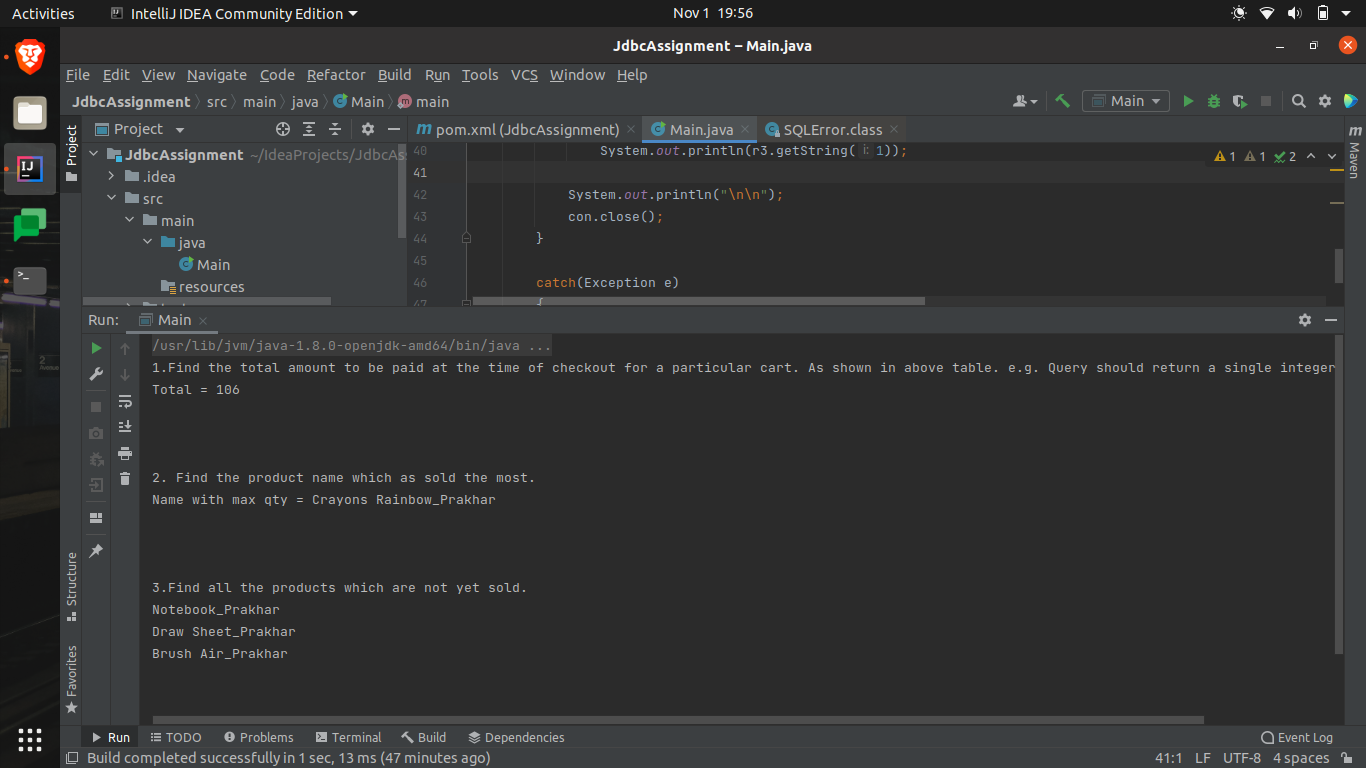 Activities IntelliJ IDEA Community Edition Nov 1 19:56
JdbcAssignment – Main.java
File Edit View Navigate Code Refactor Build Run Tools VCS Window Help
JdbcAssignment src main java Main main Main
Project
pom.xml (JdbcAssignment) Main.java SQLError.class
Project
Maven
JdbcAssignment ~/IdeaProjects/JdbcAs
.idea
src
main
java
Main
resources
40 System.out.println(r3.getString( i: 1));
1 1 2
41
42 System.out.println("\n\n");
43 con.close();
44 }
45
46 catch(Exception e)
47 {
Run: Main
/usr/lib/jvm/java-1.8.0-openjdk-amd64/bin/java ...
1.Find the total amount to be paid at the time of checkout for a particular cart. As shown in above table. e.g. Query should return a single integer
Total = 106
2. Find the product name which as sold the most.
Name with max qty = Crayons Rainbow_Prakhar
3.Find all the products which are not yet sold.
Notebook_Prakhar
Draw Sheet_Prakhar
Brush Air_Prakhar
Structure
Favorites
Run TODO Problems Terminal Build Dependencies Event Log
Build completed successfully in 1 sec, 13 ms (47 minutes ago) 41:1 LF UTF-8 4 spaces